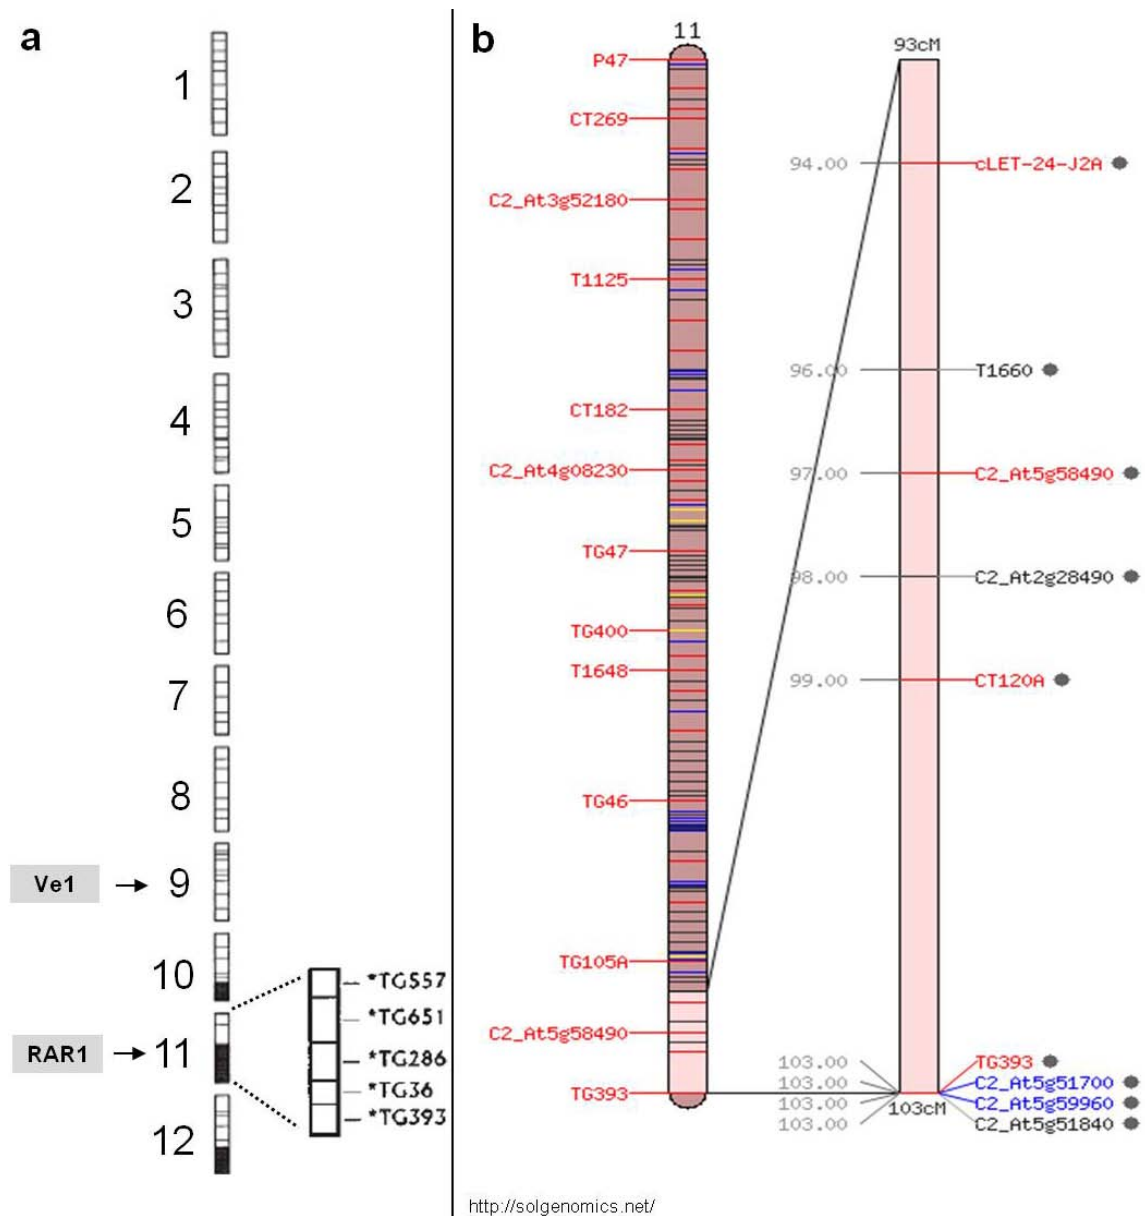 a
1
2
3
4
5
6
7
8
Ve1
9
10
RAR1
11
12
*TG557
*TG651
*TG286
*TG36
*TG393
b
11
P47
CT269
C2_At3g52180
T1125
CT182
C2_At4g08230
TG47
TG400
T1648
TG46
TG105A
C2_At5g58490
TG393
93cM
94.00 cLET-24-J2A
96.00 T1660
97.00 C2_At5g58490
98.00 C2_At2g28490
99.00 CT120A
103.00 TG393
103.00 C2_At5g51700
103.00 C2_At5g59960
103.00 C2_At5g51840
103cM
http://solgenomics.net/